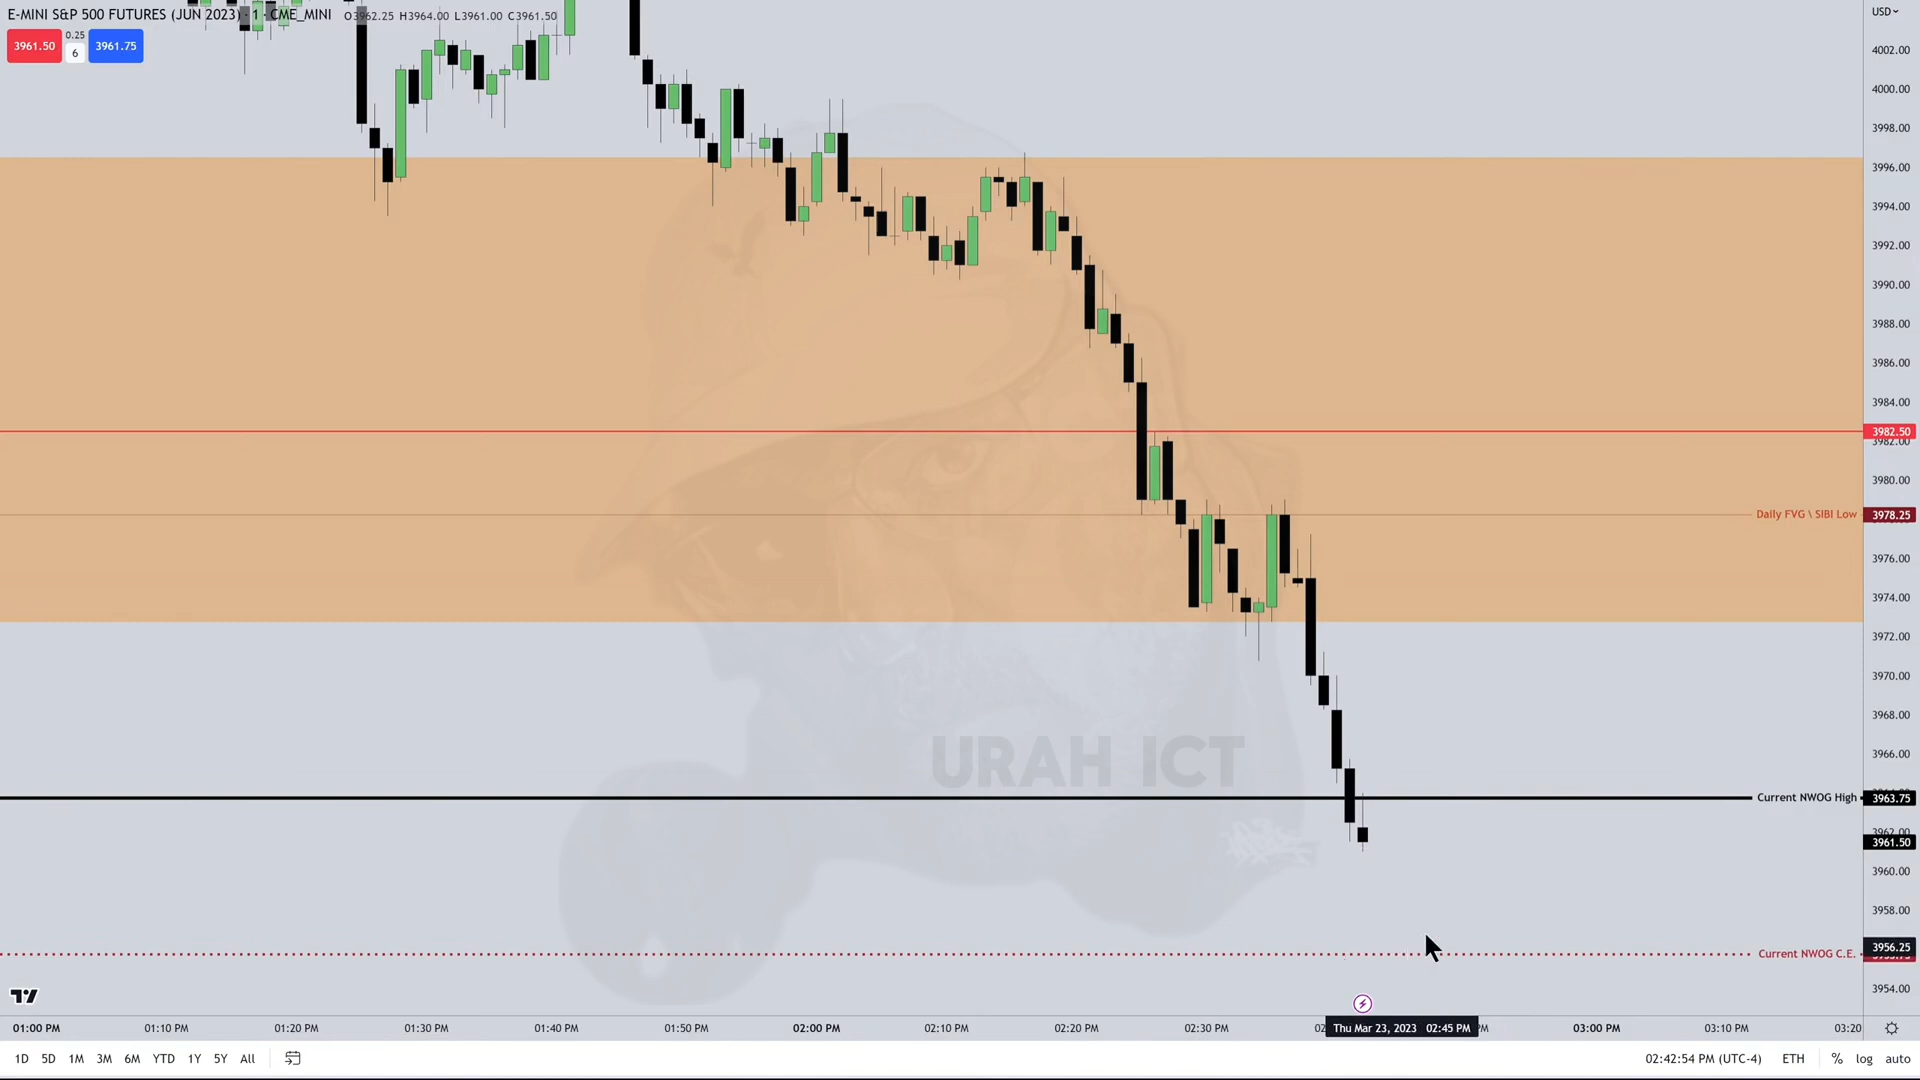 E-MINI S&P 500 FUTURES (JUN 2023) · 1 · CME_MINI O3962.25 H3964.00 L3961.00 C3961.50
USD
3961.50 0.25 6 3961.75
4002.00
4000.00
3998.00
3996.00
3994.00
3992.00
3990.00
3988.00
3986.00
3984.00
3982.50
3982.00
3980.00
Daily FVG \ SIBI Low 3978.25
3976.00
3974.00
3972.00
3970.00
3968.00
3966.00
URAH ICT
Current NWOG High 3963.75
3962.00
3961.50
3960.00
3958.00
3956.25
Current NWOG C.E.
3954.00
01:00 PM 01:10 PM 01:20 PM 01:30 PM 01:40 PM 01:50 PM 02:00 PM 02:10 PM 02:20 PM 02:30 PM Thu Mar 23, 2023 02:45 PM 03:00 PM 03:10 PM 03:20
1D 5D 1M 3M 6M YTD 1Y 5Y All 02:42:54 PM (UTC-4) ETH % log auto